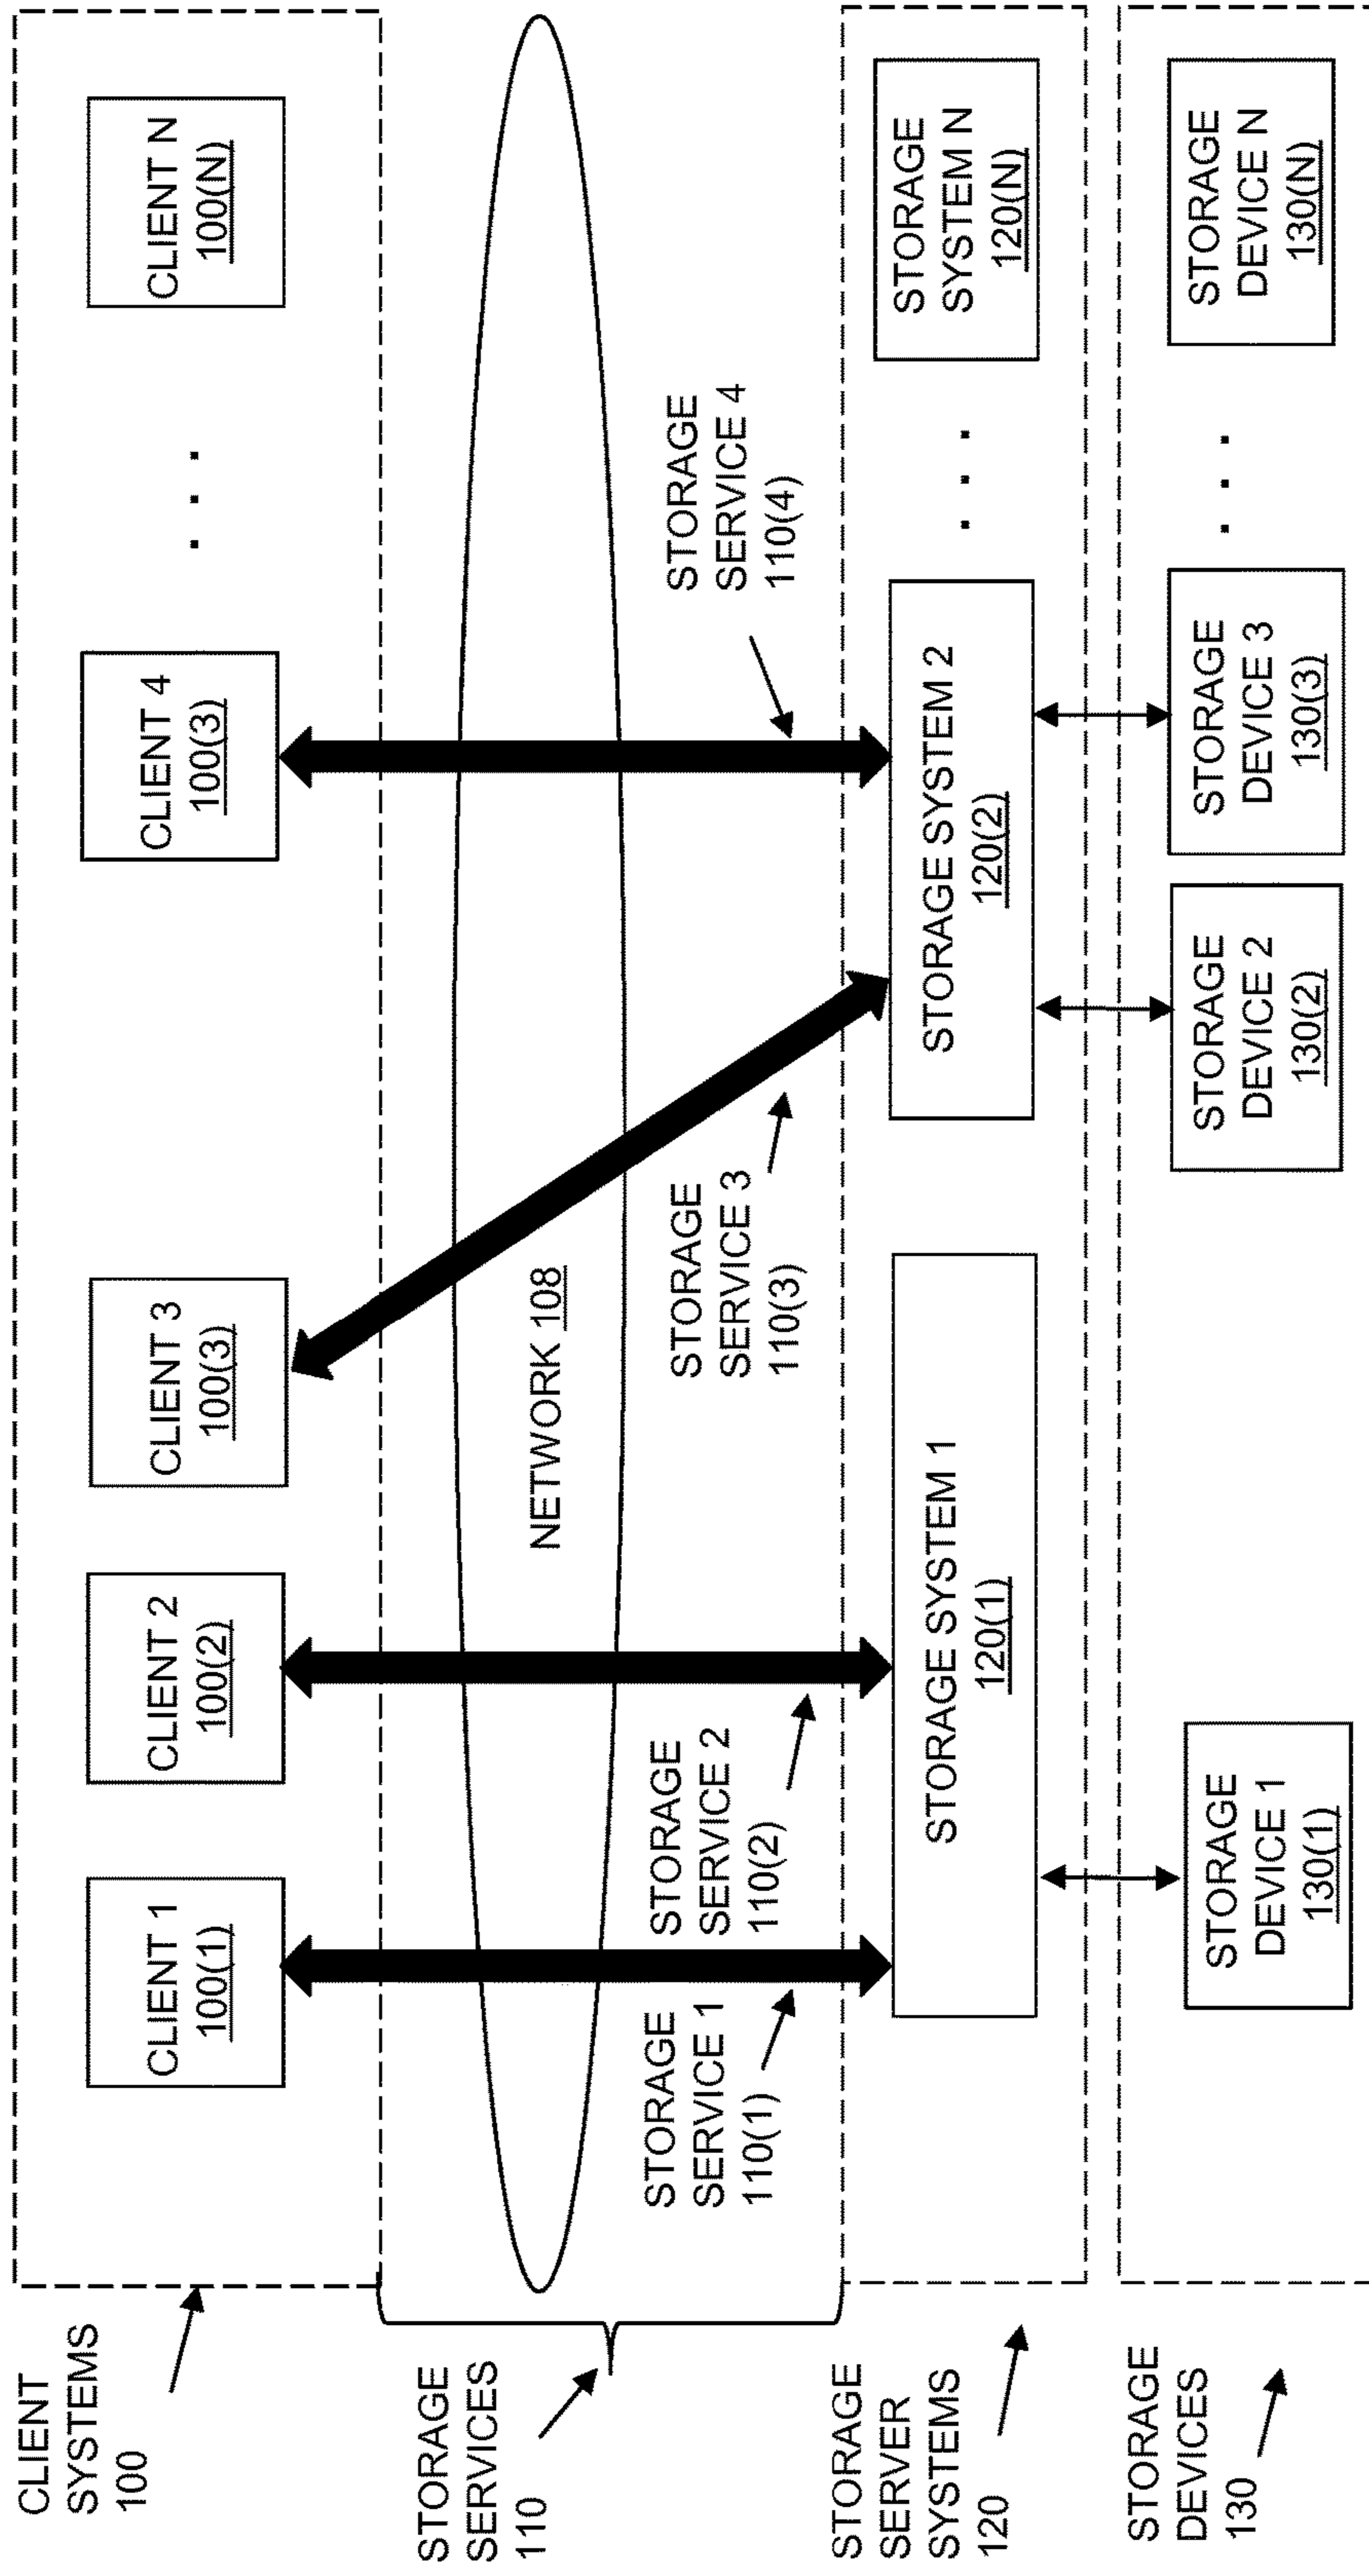 CLIENT
SYSTEMS
100
CLIENT 1
100(1)
CLIENT 2
100(2)
CLIENT 3
100(3)
CLIENT 4
100(3)
. . .
CLIENT N
100(N)
STORAGE
SERVICES
110
NETWORK 108
STORAGE
SERVICE 1
110(1)
STORAGE
SERVICE 2
110(2)
STORAGE
SERVICE 3
110(3)
STORAGE
SERVICE 4
110(4)
STORAGE
SERVER
SYSTEMS
120
STORAGE SYSTEM 1
120(1)
STORAGE SYSTEM 2
120(2)
. . .
STORAGE
SYSTEM N
120(N)
STORAGE
DEVICES
130
STORAGE
DEVICE 1
130(1)
STORAGE
DEVICE 2
130(2)
STORAGE
DEVICE 3
130(3)
. . .
STORAGE
DEVICE N
130(N)